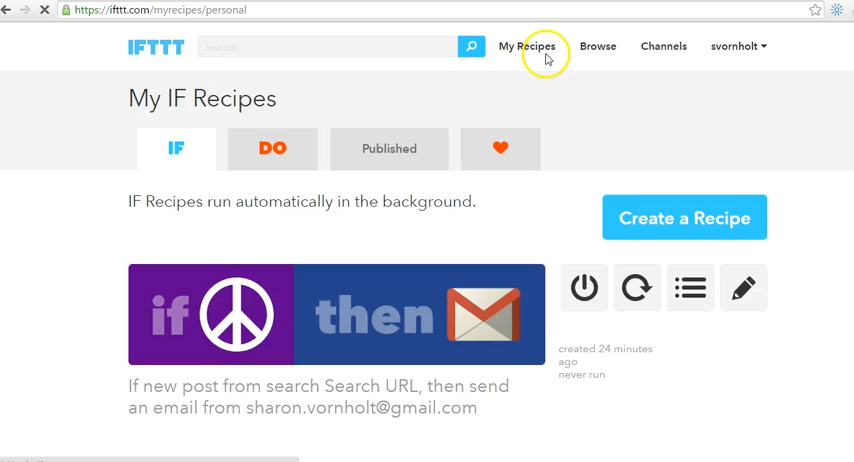 https://ifttt.com/myrecipes/personal
IFTTT Search My Recipes Browse Channels svornholt
My IF Recipes
IF DO Published
IF Recipes run automatically in the background.
Create a Recipe
if then
created 24 minutes
ago
never run
If new post from search Search URL, then send
an email from sharon.vornholt@gmail.com